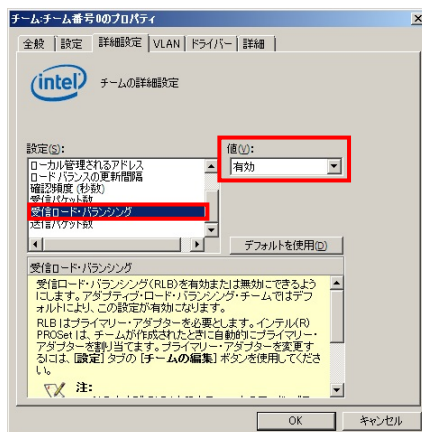 チーム:チーム番号0のプロパティ
全般 設定 詳細設定 VLAN ドライバー 詳細
intel チームの詳細設定
設定(S): 値(V):
ローカル管理されるアドレス 有効
ロード バランスの更新間隔
確認頻度 (秒数)
受信パケット数
受信ロード・バランシング
送信パケット数
デフォルトを使用(D)
受信ロード・バランシング
受信ロード・バランシング(RLB)を有効または無効にできるよう
にします。アダプティブ・ロード・バランシング・チームではデフ
ォルトにより、この設定が有効になります。
RLB はプライマリー・アダプターを必要とします。インテル(R)
PROSet は、チームが作成されたときに自動的にプライマリー・
アダプターを割り当てます。プライマリー・アダプターを変更す
るには、[設定] タブの [チームの編集] ボタンを使用してくださ
い。
注:
OK キャンセル